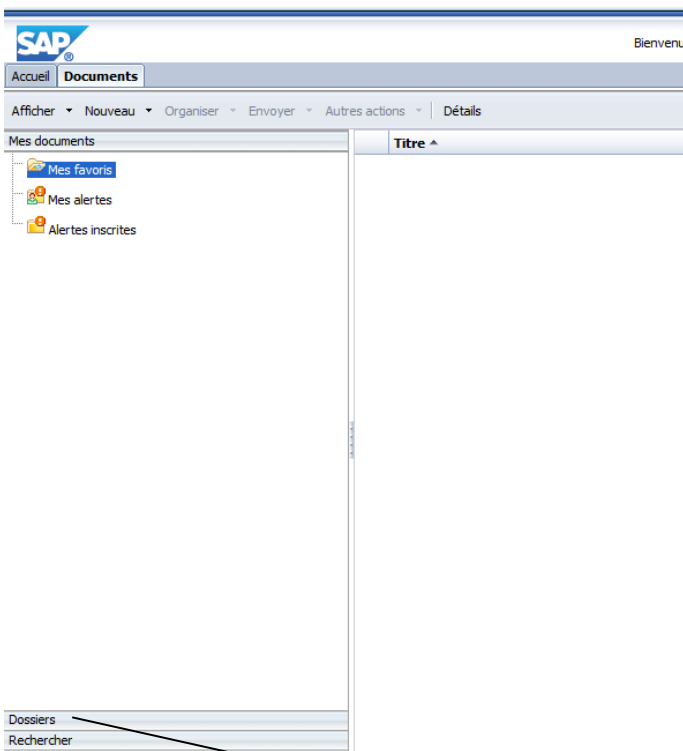 SAP®
Bienvenu
Accueil Documents
Afficher Nouveau Organiser Envoyer Autres actions Détails
Mes documents
Titre
Mes favoris
Mes alertes
Alertes inscrites
Dossiers
Rechercher